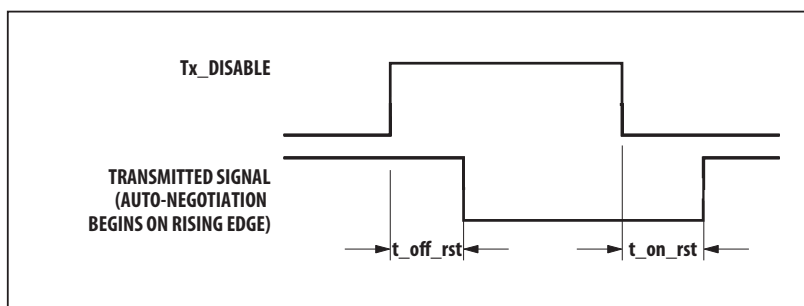 Tx_DISABLE
TRANSMITTED SIGNAL
(AUTO-NEGOTIATION
BEGINS ON RISING EDGE)
t_off_rst
t_on_rst